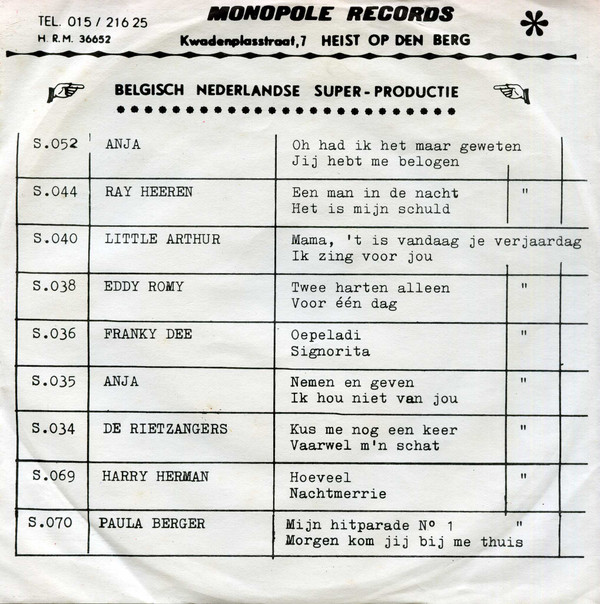 TEL. 015 / 216 25
H. R. M. 36652
MONOPOLE RECORDS
Kwadenplasstraat, 7 HEIST OP DEN BERG
BELGISCH NEDERLANDSE SUPER-PRODUCTIE
S.052 ANJA Oh had ik het maar geweten
Jij hebt me belogen
S.044 RAY HEEREN Een man in de nacht "
Het is mijn schuld
S.040 LITTLE ARTHUR Mama, 't is vandaag je verjaardag
Ik zing voor jou
S.038 EDDY ROMY Twee harten alleen "
Voor één dag
S.036 FRANKY DEE Oepeladi "
Signorita
S.035 ANJA Nemen en geven "
Ik hou niet van jou
S.034 DE RIETZANGERS Kus me nog een keer "
Vaarwel m'n schat
S.069 HARRY HERMAN Hoeveel "
Nachtmerrie
S.070 PAULA BERGER Mijn hitparade N° 1 "
Morgen kom jij bij me thuis